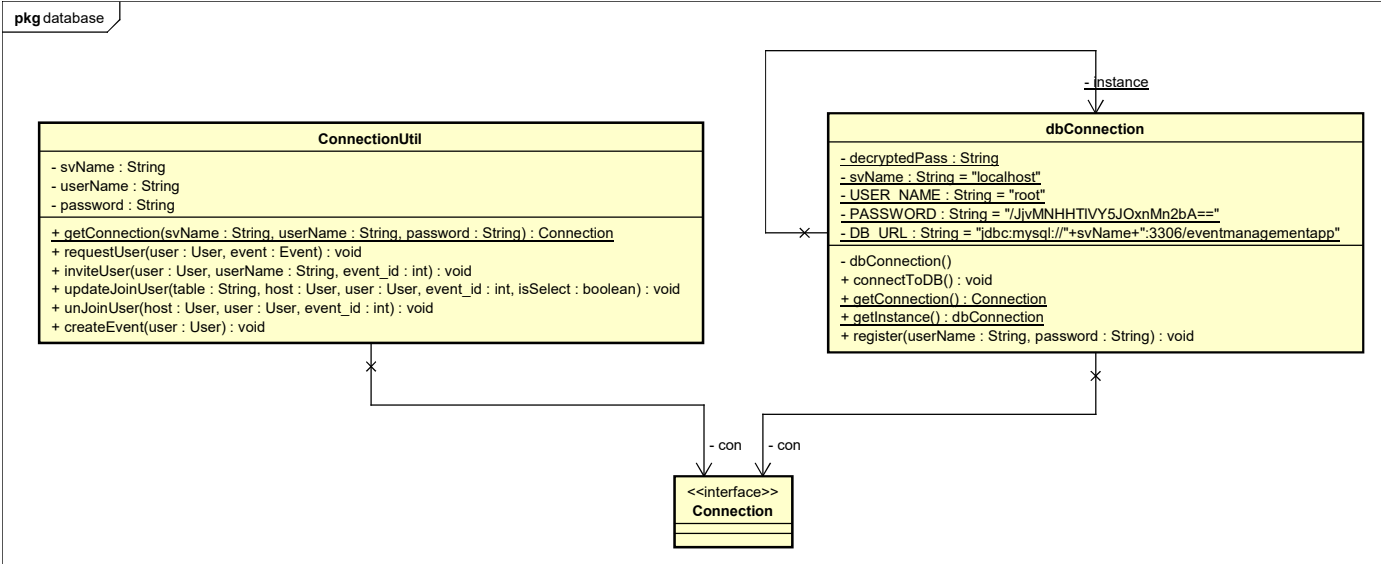 pkg database
- instance
ConnectionUtil
- svName : String
- userName : String
- password : String
+ getConnection(svName : String, userName : String, password : String) : Connection
+ requestUser(user : User, event : Event) : void
+ inviteUser(user : User, userName : String, event_id : int) : void
+ updateJoinUser(table : String, host : User, user : User, event_id : int, isSelect : boolean) : void
+ unJoinUser(host : User, user : User, event_id : int) : void
+ createEvent(user : User) : void
dbConnection
- decryptedPass : String
- svName : String = "localhost"
- USER_NAME : String = "root"
- PASSWORD : String = "/JjvMNHHTlVY5JOxnMn2bA=="
- DB_URL : String = "jdbc:mysql://"+svName+":3306/eventmanagementapp"
- dbConnection()
+ connectToDB() : void
+ getConnection() : Connection
+ getInstance() : dbConnection
+ register(userName : String, password : String) : void
- con
- con
<<interface>>
Connection